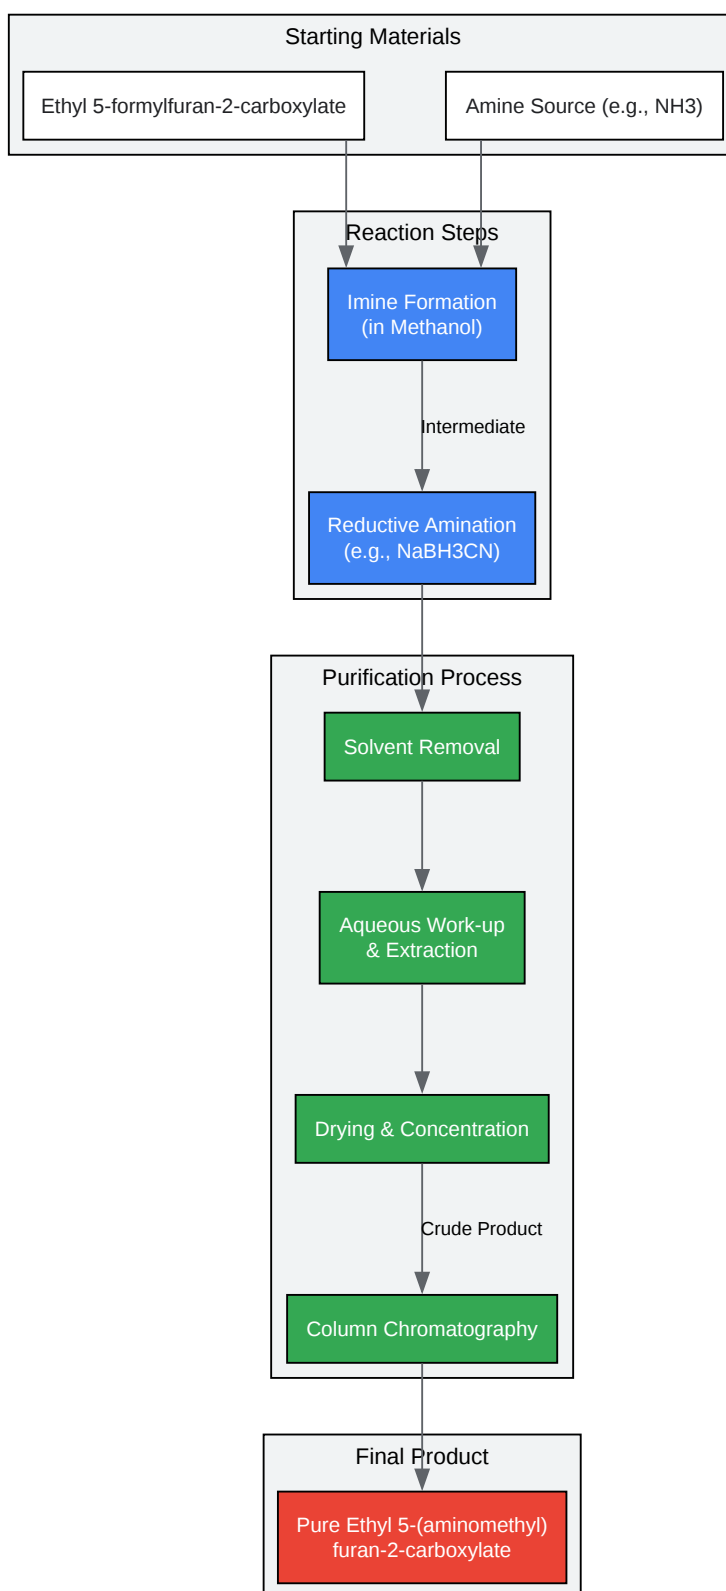 Starting Materials
Ethyl 5-formylfuran-2-carboxylate
Amine Source (e.g., NH3)
Reaction Steps
Imine Formation
(in Methanol)
Intermediate
Reductive Amination
(e.g., NaBH3CN)
Purification Process
Solvent Removal
Aqueous Work-up
& Extraction
Drying & Concentration
Crude Product
Column Chromatography
Final Product
Pure Ethyl 5-(aminomethyl)
furan-2-carboxylate